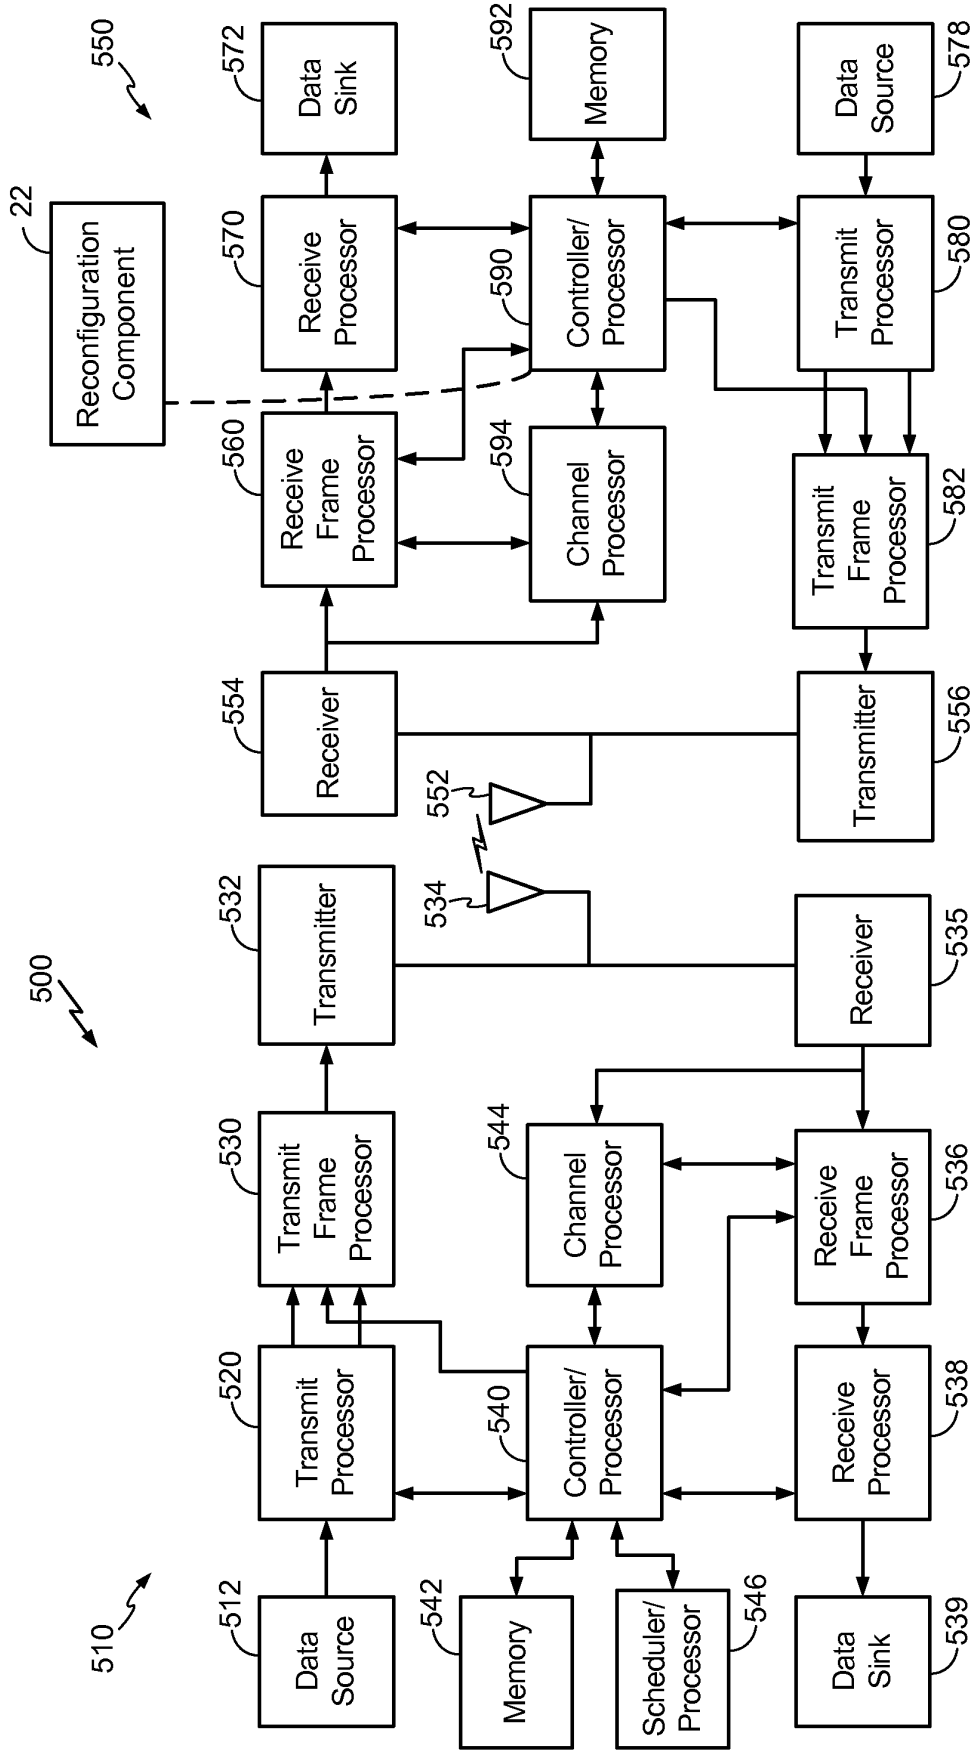 500
510
550
22
Reconfiguration
Component
512
Data
Source
520
Transmit
Processor
530
Transmit
Frame
Processor
532
Transmitter
554
Receiver
560
Receive
Frame
Processor
570
Receive
Processor
572
Data
Sink
542
Memory
540
Controller/
Processor
544
Channel
Processor
534
552
594
Channel
Processor
590
Controller/
Processor
592
Memory
Scheduler/
Processor
546
Data
Sink
539
Receive
Processor
538
Receive
Frame
Processor
536
Receiver
535
Transmitter
556
Transmit
Frame
Processor
582
Transmit
Processor
580
Data
Source
578